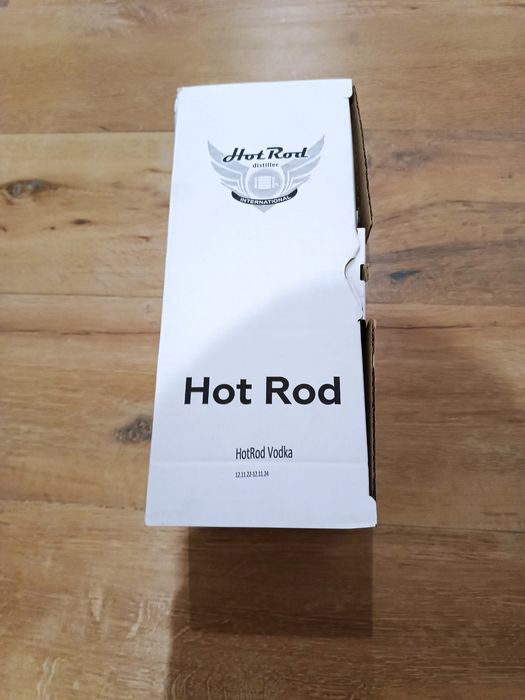 Hot Rod
distiller
INTERNATIONAL
Hot Rod
HotRod Vodka
12.11.22-12.11.24